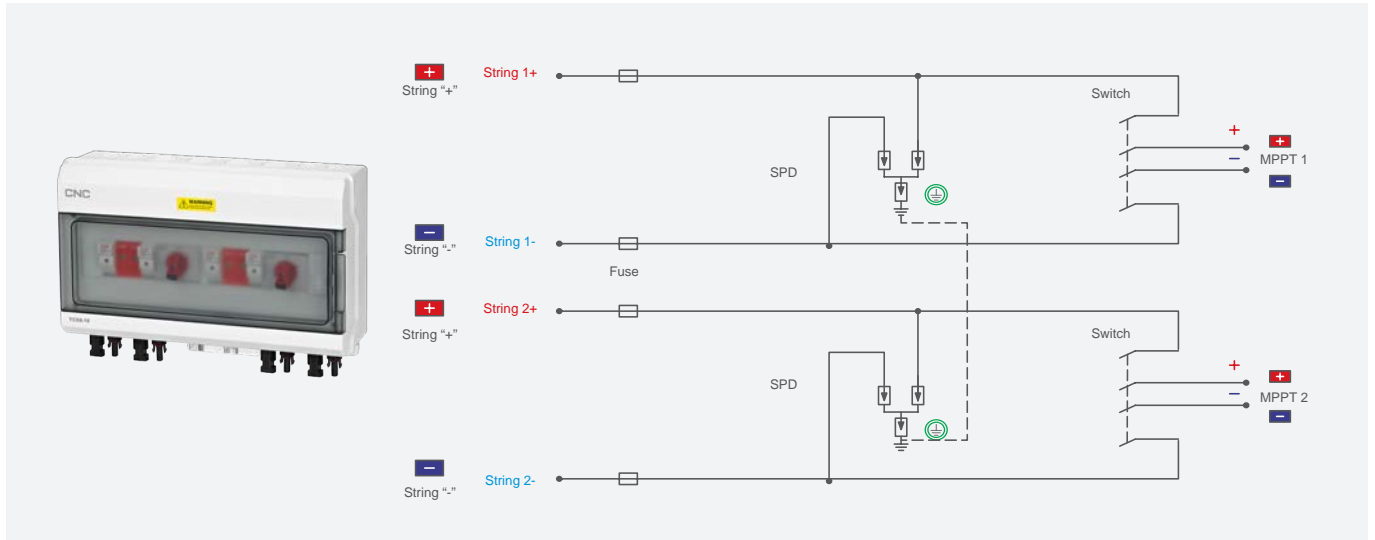 String “+”
String 1+
Switch
+
−
MPPT 1
SPD
CNC
WARNING
String “-”
String 1-
Fuse
String 2+
String “+”
Switch
+
−
MPPT 2
SPD
String “-”
String 2-